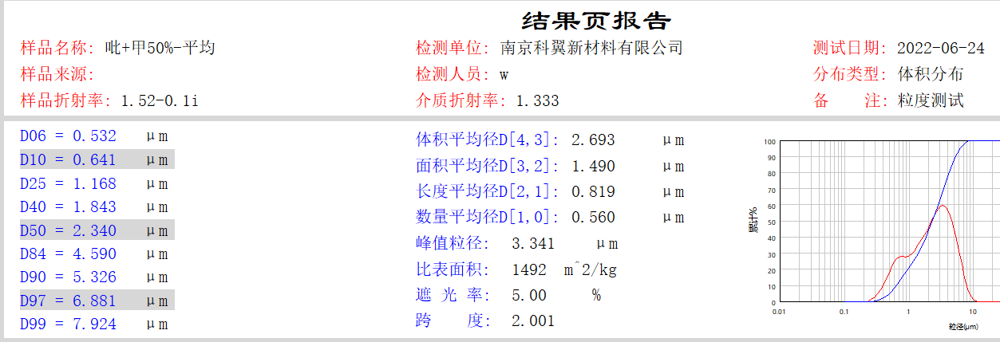 结果页报告
样品名称: 吡+甲50%-平均 检测单位: 南京科翼新材料有限公司 测试日期: 2022-06-24
样品来源: 检测人员: w 分布类型: 体积分布
样品折射率: 1.52-0.1i 介质折射率: 1.333 备 注: 粒度测试
D06 = 0.532 μm
D10 = 0.641 μm
D25 = 1.168 μm
D40 = 1.843 μm
D50 = 2.340 μm
D84 = 4.590 μm
D90 = 5.326 μm
D97 = 6.881 μm
D99 = 7.924 μm
体积平均径D[4,3]: 2.693 μm
面积平均径D[3,2]: 1.490 μm
长度平均径D[2,1]: 0.819 μm
数量平均径D[1,0]: 0.560 μm
峰值粒径: 3.341 μm
比表面积: 1492 m^2/kg
遮 光 率: 5.00 %
跨 度: 2.001
累计%
100
90
80
70
60
50
40
30
20
10
0
0.01 0.1 1 10
粒径(μm)